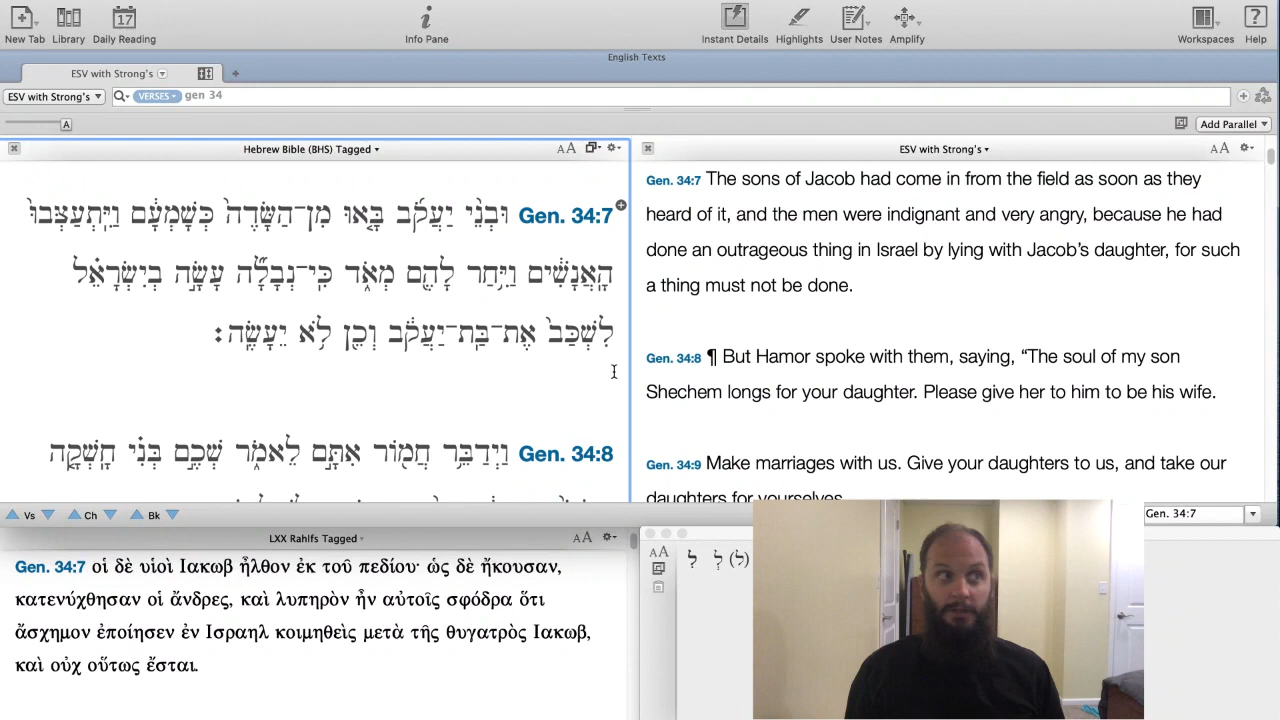 New Tab
Library
Daily Reading
17
Info Pane
Instant Details
Highlights
User Notes
Amplify
Workspaces
Help
English Texts
ESV with Strong's
ESV with Strong's
VERSES gen 34
A
Add Parallel
Hebrew Bible (BHS) Tagged
AA
Gen. 34:7 וּבְנֵ֨י יַעֲקֹ֜ב בָּ֤אוּ מִן־הַשָּׂדֶה֙ כְּשָׁמְעָ֔ם וַיִּֽתְעַצְּבוּ֙
הָֽאֲנָשִׁ֔ים וַיִּ֥חַר לָהֶ֖ם מְאֹ֑ד כִּֽי־נְבָלָ֞ה עָשָׂ֣ה בְיִשְׂרָאֵ֗ל
לִשְׁכַּב֙ אֶת־בַּֽת־יַעֲקֹ֔ב וְכֵ֖ן לֹ֥א יֵעָשֶֽׂה׃
Gen. 34:8 וַיְדַבֵּ֥ר חֲמ֖וֹר אִתָּ֣ם לֵאמֹ֑ר שְׁכֶ֣ם בְּנִ֗י חָֽשְׁקָ֤ה
ESV with Strong's
AA
Gen. 34:7 The sons of Jacob had come in from the field as soon as they
heard of it, and the men were indignant and very angry, because he had
done an outrageous thing in Israel by lying with Jacob’s daughter, for such
a thing must not be done.
Gen. 34:8 ¶ But Hamor spoke with them, saying, “The soul of my son
Shechem longs for your daughter. Please give her to him to be his wife.
Gen. 34:9 Make marriages with us. Give your daughters to us, and take our
daughters for yourselves.
Vs Ch Bk
Gen. 34:7
LXX Rahlfs Tagged
AA
Gen. 34:7 οἱ δὲ υἱοὶ Ιακωβ ἦλθον ἐκ τοῦ πεδίου· ὡς δὲ ἤκουσαν,
κατενύχθησαν οἱ ἄνδρες, καὶ λυπηρὸν ἦν αὐτοῖς σφόδρα ὅτι
ἄσχημον ἐποίησεν ἐν Ισραηλ κοιμηθεὶς μετὰ τῆς θυγατρὸς Ιακωβ,
καὶ οὐχ οὕτως ἔσται.
AA
לִ לְ (ל)